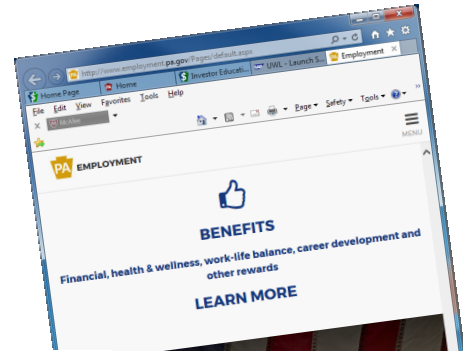 http://www.employment.pa.gov/Pages/default.aspx
Home Page
Home
Investor Educati...
UWL - Launch S...
Employment
File Edit View Favorites Tools Help
McAfee
Page Safety Tools
PA EMPLOYMENT
MENU
BENEFITS
Financial, health & wellness, work-life balance, career development and
other rewards
LEARN MORE